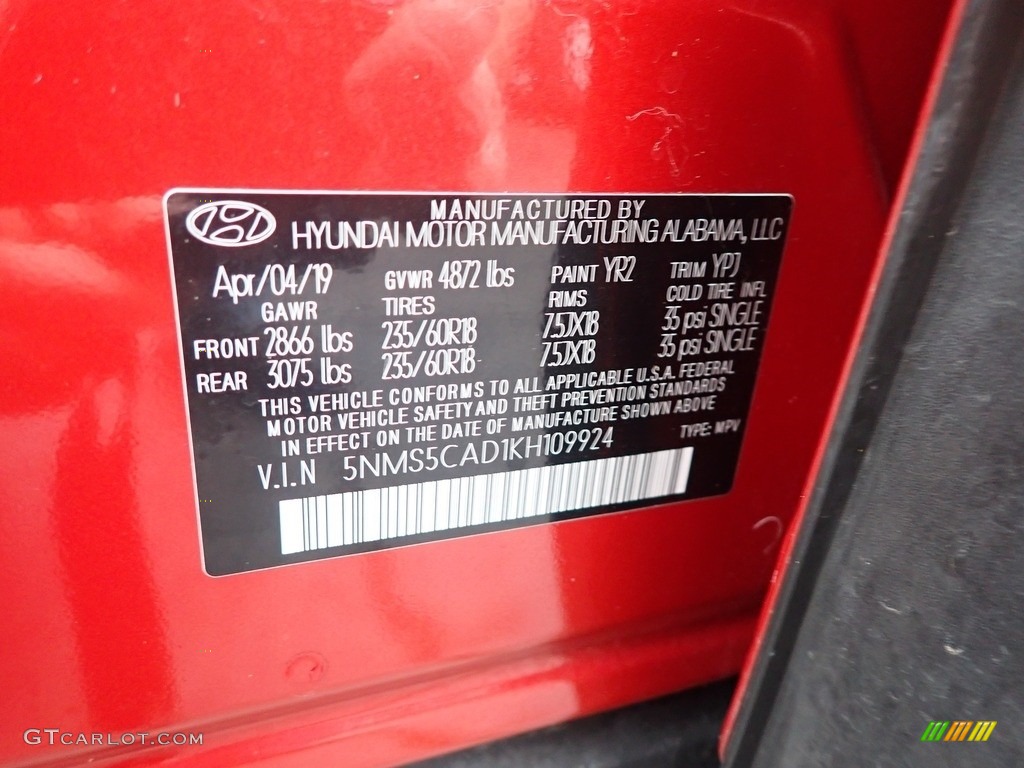 MANUFACTURED BY
HYUNDAI MOTOR MANUFACTURING ALABAMA, LLC
Apr/04/19 GVWR 4872 lbs PAINT YR2 TRIM YPJ
GAWR TIRES RIMS COLD TIRE INFL
FRONT 2866 lbs 235/60R18 7.5JX18 35 psi SINGLE
REAR 3075 lbs 235/60R18 7.5JX18 35 psi SINGLE
THIS VEHICLE CONFORMS TO ALL APPLICABLE U.S.A. FEDERAL
MOTOR VEHICLE SAFETY AND THEFT PREVENTION STANDARDS
IN EFFECT ON THE DATE OF MANUFACTURE SHOWN ABOVE
V.I.N 5NMS5CAD1KH109924 TYPE: MPV
GTCARLOT.COM